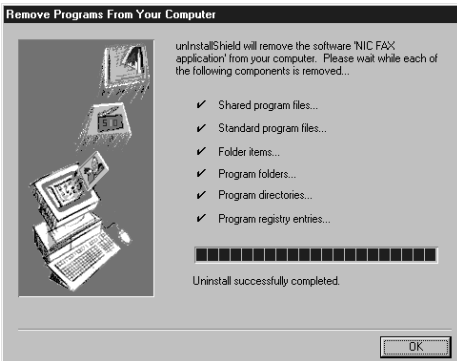 Remove Programs From Your Computer
unInstallShield will remove the software 'NIC FAX
application' from your computer. Please wait while each of
the following components is removed...
✔ Shared program files...
✔ Standard program files...
✔ Folder items...
✔ Program folders...
✔ Program directories...
✔ Program registry entries...
Uninstall successfully completed.
OK